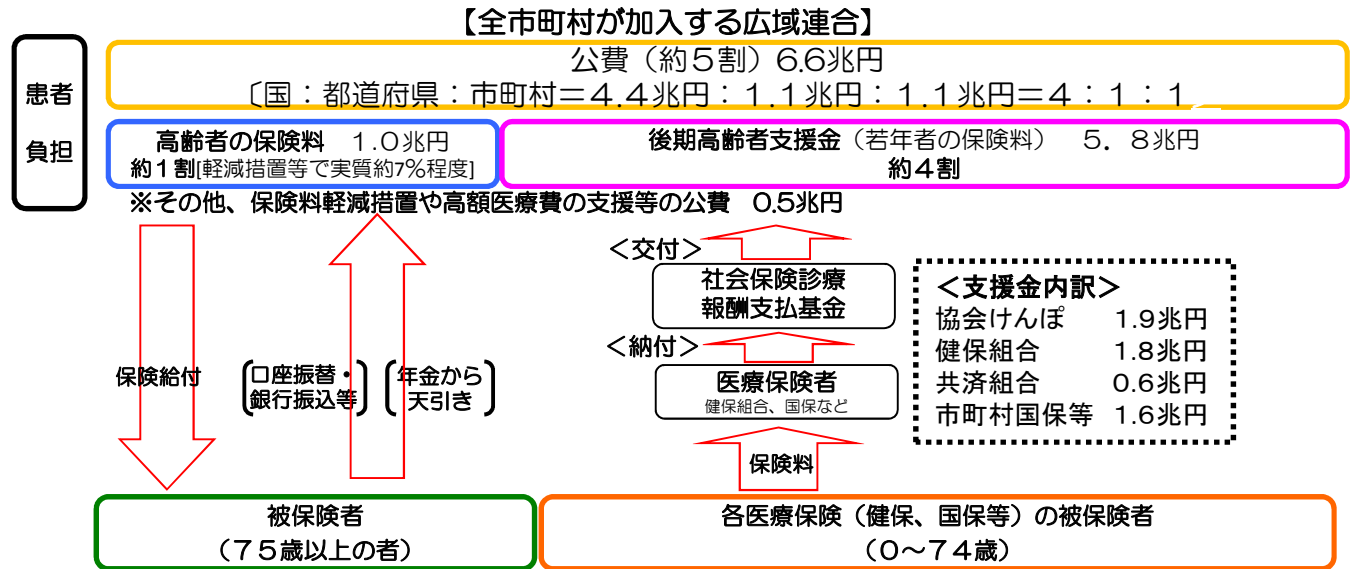 【全市町村が加入する広域連合】
患者
負担
公費（約５割）６.６兆円
〔国：都道府県：市町村＝４.４兆円：１.１兆円：１.１兆円＝４：１：１
高齢者の保険料　１.０兆円
約１割[軽減措置等で実質約7％程度]
後期高齢者支援金（若年者の保険料）　５．８兆円
約４割
※その他、保険料軽減措置や高額医療費の支援等の公費　０.５兆円
＜交付＞
社会保険診療
報酬支払基金
＜納付＞
医療保険者
健保組合、国保など
保険料
＜支援金内訳＞
協会けんぽ　１.９兆円
健保組合　１.８兆円
共済組合　０.６兆円
市町村国保等　１.６兆円
保険給付
口座振替・
銀行振込等
年金から
天引き
被保険者
（７５歳以上の者）
各医療保険（健保、国保等）の被保険者
（０～７４歳）